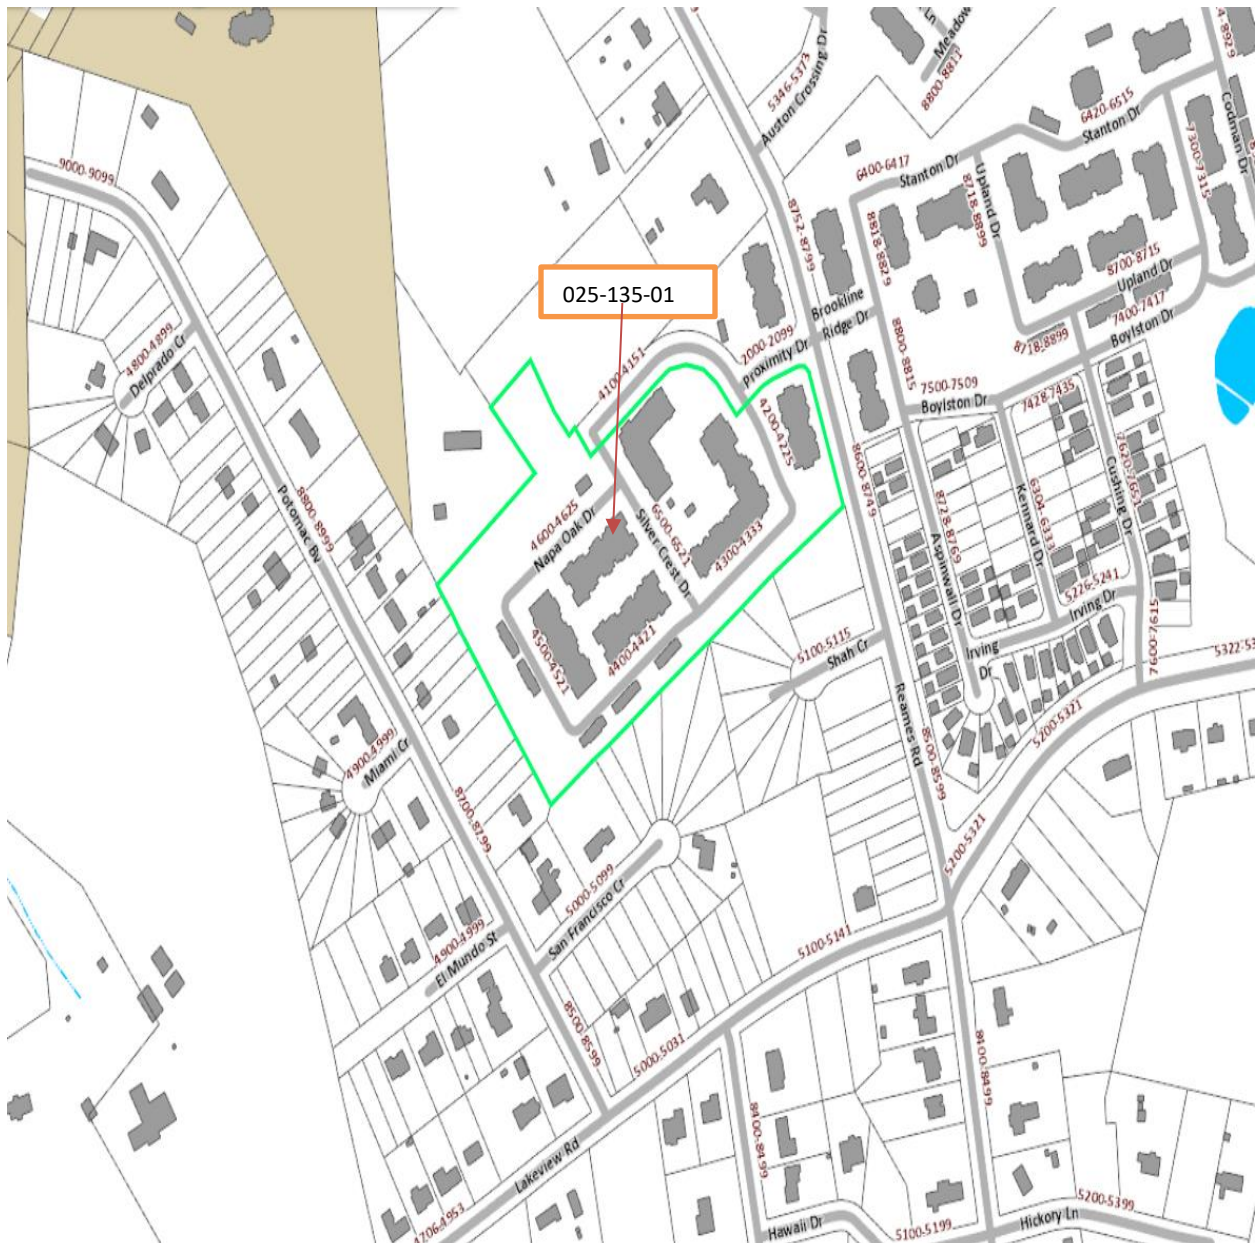 Ln
Meadow
8800-8811
5346-5373
Auston Crossing Dr
6420-6515
Stanton Dr
Codman Dr
7300-7315
6400-6417
Stanton Dr
Upland Dr
8718-8899
9000-9099
8752-8799
8818-8829
8700-8715
Upland Dr
7400-7417
Boylston Dr
025-135-01
Brookline
Ridge Dr
2000-2099
Proximity Dr
8800-8815
8718-8899
4800-4899
Delprado Cr
4100-4151
7500-7509
Boylston Dr
7428-7435
4200-4225
7620-7651
Cushing Dr
8600-8749
8728-8769
Aspinwall Dr
6304-6333
Kennard Dr
8800-8899
Potomac Bv
4600-4625
Napa Oak Dr
6500-6521
Silver Crest Dr
4300-4333
5226-5241
Irving Dr
7600-7615
4500-4521
4400-4421
5100-5115
Shah Cr
Irving
Dr
Reames Rd
5200-5321
4900-4999
Miami Cr
8500-8599
8700-8799
5200-5321
5000-5099
San Francisco Cr
4900-4999
El Mundo St
5100-5141
8500-8599
5000-5031
8400-8499
8400-8499
Lakeview Rd
4206-4953
Hawaii Dr
5100-5199
5200-5399
Hickory Ln